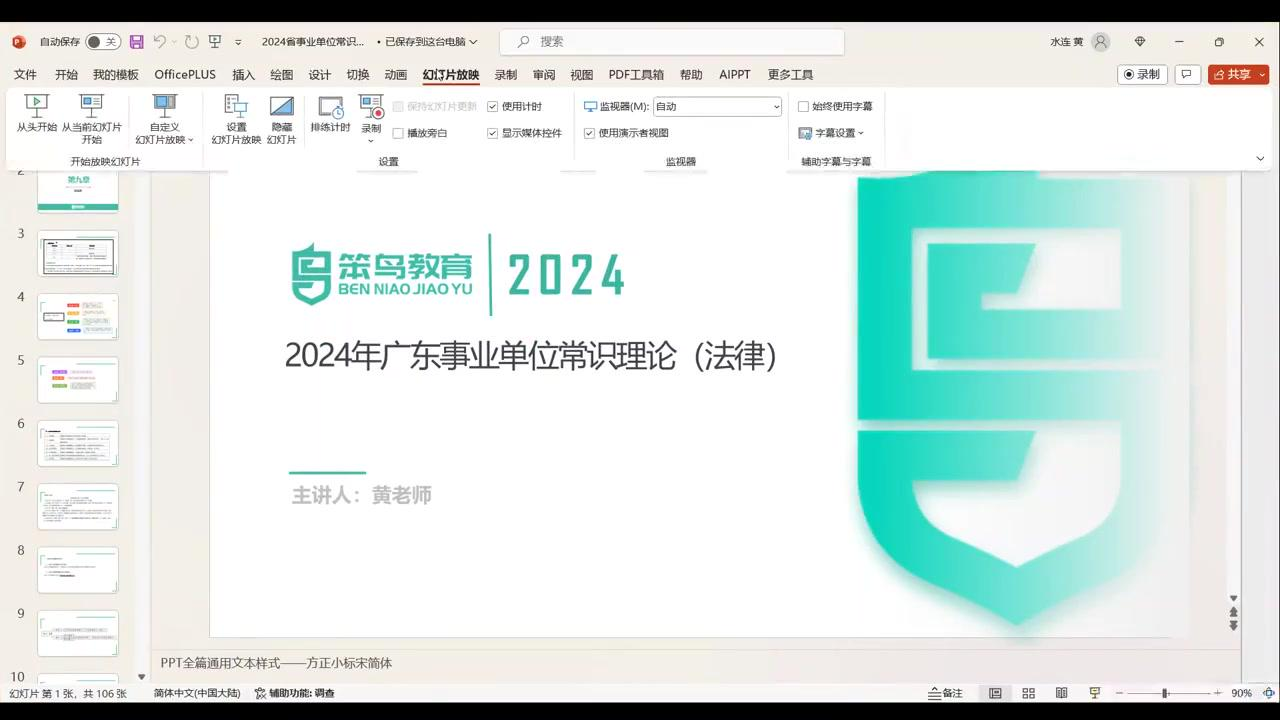 自动保存 关 2024省事业单位常识... • 已保存到这台电脑 搜索 水连 黄
文件 开始 我的模板 OfficePLUS 插入 绘图 设计 切换 动画 幻灯片放映 录制 审阅 视图 PDF工具箱 帮助 AIPPT 更多工具 录制 共享
从头开始 从当前幻灯片开始 自定义幻灯片放映 设置幻灯片放映 隐藏幻灯片 排练计时 录制 保持幻灯片更新 使用计时 监视器(M): 自动 始终使用字幕
播放旁白 显示媒体控件 使用演示者视图 字幕设置
开始放映幻灯片 设置 监视器 辅助字幕与字幕
2
第九章
3
4
5
6
7
8
9
10
笨鸟教育
BEN NIAO JIAO YU
2024
2024年广东事业单位常识理论（法律）
主讲人：黄老师
PPT全篇通用文本样式——方正小标宋简体
幻灯片 第 1 张，共 106 张 简体中文(中国大陆) 辅助功能: 调查 备注 90%